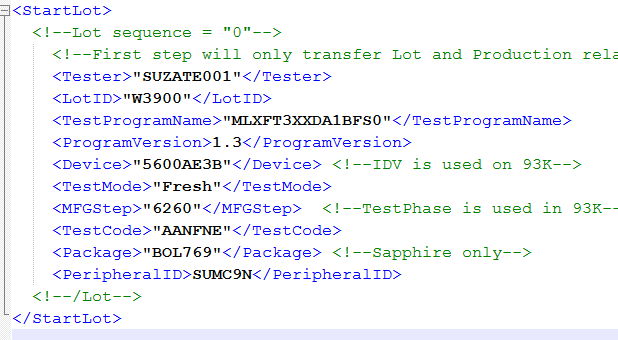 <StartLot>
<!--Lot sequence = "0"-->
<!--First step will only transfer Lot and Production
<Tester>"SUZATE001"</Tester>
<LotID>"W3900"</LotID>
<TestProgramName>"MLXFT3XXDA1BFS0"</TestProgramName>
<ProgramVersion>1.3</ProgramVersion>
<Device>"5600AE3B"</Device> <!--IDV is used on 93K-->
<TestMode>"Fresh"</TestMode>
<MFGStep>"6260"</MFGStep> <!--TestPhase is used in 93K--
<TestCode>"AANFNE"</TestCode>
<Package>"BOL769"</Package> <!--Sapphire only-->
<PeripheralID>SUMC9N</PeripheralID>
<!--/Lot-->
</StartLot>